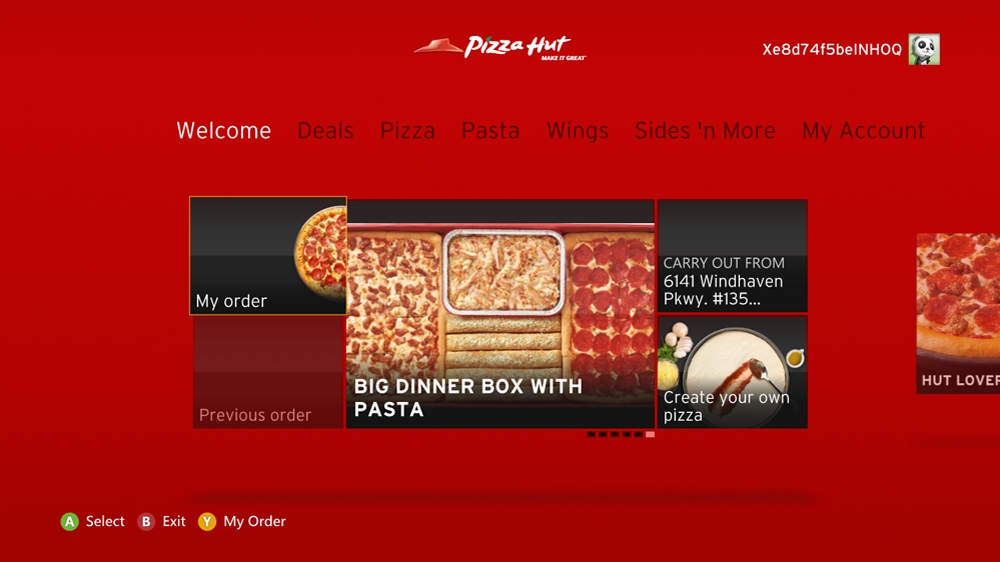 Pizza Hut
MAKE IT GREAT
Xe8d74f5beINHOQ
Welcome Deals Pizza Pasta Wings Sides 'n More My Account
My order
Previous order
BIG DINNER BOX WITH
PASTA
CARRY OUT FROM
6141 Windhaven
Pkwy. #135...
Create your own
pizza
HUT LOVER
A Select B Exit Y My Order